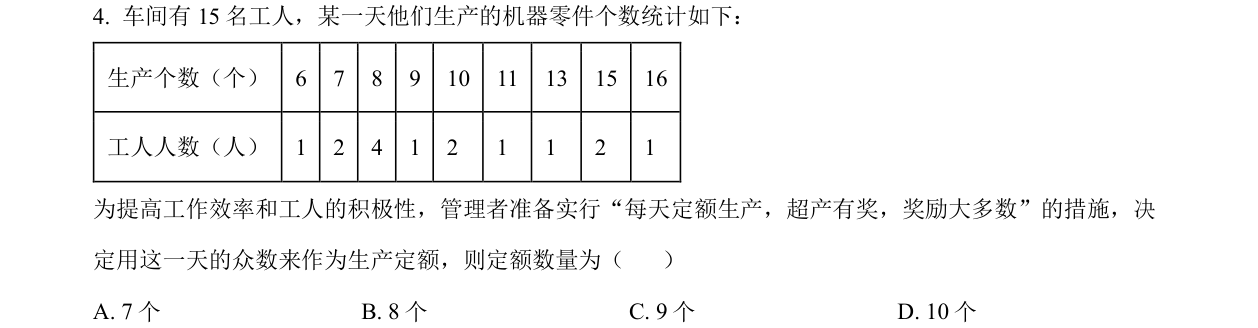 4. 车间有 15 名工人，某一天他们生产的机器零件个数统计如下：
生产个数（个） 6 7 8 9 10 11 13 15 16
工人人数（人） 1 2 4 1 2 1 1 2 1
为提高工作效率和工人的积极性，管理者准备实行“每天定额生产，超产有奖，奖励大多数”的措施，决
定用这一天的众数来作为生产定额，则定额数量为（　　）
A. 7 个 B. 8 个 C. 9 个 D. 10 个